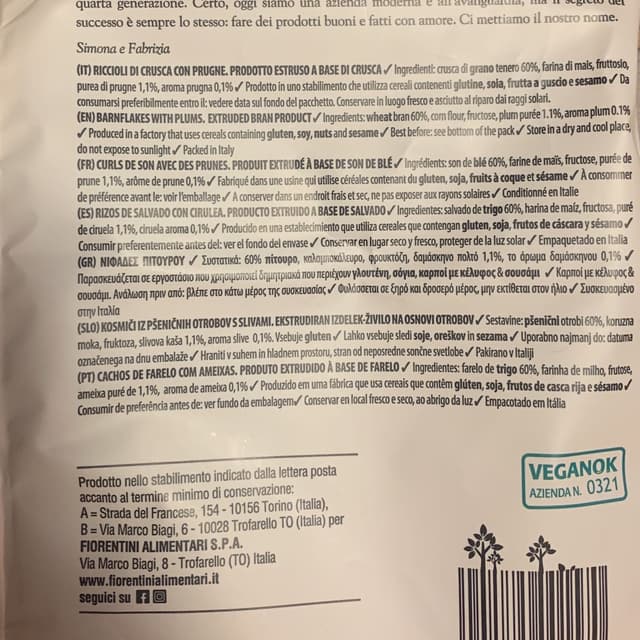 quarta generazione. Certo, oggi siamo una azienda moderna e all'avanguardia, ma il segreto del
successo è sempre lo stesso: fare dei prodotti buoni e fatti con amore. Ci mettiamo il nostro nome.
Simona e Fabrizia
(IT) RICCIOLI DI CRUSCA CON PRUGNE. PRODOTTO ESTRUSO A BASE DI CRUSCA ✓ Ingredienti: crusca di grano tenero 60%, farina di mais, fruttosio,
purea di prugne 1,1%, aroma prugna 0,1% ✓ Prodotto in uno stabilimento che utilizza cereali contenenti glutine, soia, frutta a guscio e sesamo ✓ Da
consumarsi preferibilmente entro il: vedere data sul fondo del pacchetto. Conservare in luogo fresco e asciutto al riparo dai raggi solari.
(EN) BARNFLAKES WITH PLUMS. EXTRUDED BRAN PRODUCT ✓ Ingredients: wheat bran 60%, corn flour, fructose, plum purée 1.1%, aroma plum 0.1%
✓ Produced in a factory that uses cereals containing gluten, soy, nuts and sesame ✓ Best before: see bottom of the pack ✓ Store in a dry and cool place,
do not expose to sunlight ✓ Packed in Italy
(FR) CURLS DE SON AVEC DES PRUNES. PRODUIT EXTRUDÉ À BASE DE SON DE BLÉ ✓ Ingrédients: son de blé 60%, farine de maïs, fructose, purée de
prune 1,1%, arôme de prune 0,1% ✓ Fabriqué dans une usine qui utilise céréales contenant du gluten, soja, fruits à coque et sésame ✓ À consommer
de préférence avant le: voir l'emballage ✓ A conserver dans un endroit frais et sec, ne pas exposer aux rayons solaires ✓ Conditionné en Italie
(ES) RIZOS DE SALVADO CON CIRULEA. PRODUCTO EXTRUIDO A BASE DE SALVADO ✓ Ingredientes: salvado de trigo 60%, harina de maíz, fructosa, puré
de ciruela 1,1%, ciruela aroma 0,1% ✓ Producido en una establecimiento que utiliza cereales que contengan gluten, soja, frutos de cáscara y sésamo ✓
Consumir preferentemente antes del: ver el fondo del envase ✓ Conservar en lugar seco y fresco, proteger de la luz solar ✓ Empaquetado en Italia
(GR) ΝΙΦΑΔΕΣ ΠΙΤΟΥΡΟΥ ✓ Συστατικά: 60% πίτουρο, καλαμποκάλευρο, φρουκτόζη, δαμάσκηνο πολτό 1,1%, το άρωμα δαμάσκηνου 0,1% ✓
Παρασκευάζεται σε εργοστάσιο που χρησιμοποιεί δημητριακά που περιέχουν γλουτένη, σόγια, καρποί με κέλυφος & σουσάμι ✓ Καρποί με κέλυφος &
σουσάμι. Ανάλωση πριν από: βλέπε στο κάτω μέρος της συσκευασίας ✓ Φυλάσσεται σε ξηρό και δροσερό μέρος, μην εκτίθεται στον ήλιο ✓ Συσκευασμένο
στην Ιταλία
(SLO) KOSMIČI IZ PŠENIČNIH OTROBOV S SLIVAMI. EKSTRUDIRAN IZDELEK-ŽIVILO NA OSNOVI OTROBOV ✓ Sestavine: pšenični otrobi 60%, koruzna
moka, fruktoza, slivova kaša 1,1%, aroma slive 0,1%. Vsebuje gluten ✓ Lahko vsebuje sledi soje, oreškov in sezama ✓ Uporabno najmanj do: datuma
označenega na dnu embalaže ✓ Hraniti v suhem in hladnem prostoru, stran od neposredne sončne svetlobe ✓ Pakirano v Italiji
(PT) CACHOS DE FARELO COM AMEIXAS. PRODUTO EXTRUDIDO À BASE DE FARELO ✓ Ingredientes: farelo de trigo 60%, farinha de milho, frutose,
ameixa puré de 1,1%, aroma de ameixa 0,1% ✓ Produzido em uma fábrica que usa cereais que contêm glúten, soja, frutos de casca rija e sésamo ✓
Consumir de preferência antes de: ver fundo da embalagem ✓ Conservar em local fresco e seco, ao abrigo da luz ✓ Empacotado em Itália
Prodotto nello stabilimento indicato dalla lettera posta
accanto al termine minimo di conservazione:
A = Strada del Francese, 154 - 10156 Torino (Italia),
B = Via Marco Biagi, 6 - 10028 Trofarello TO (Italia) per
FIORENTINI ALIMENTARI S.P.A.
Via Marco Biagi, 8 - Trofarello (TO) Italia
www.fiorentinialimentari.it
seguici su
VEGANOK
AZIENDA N. 0321